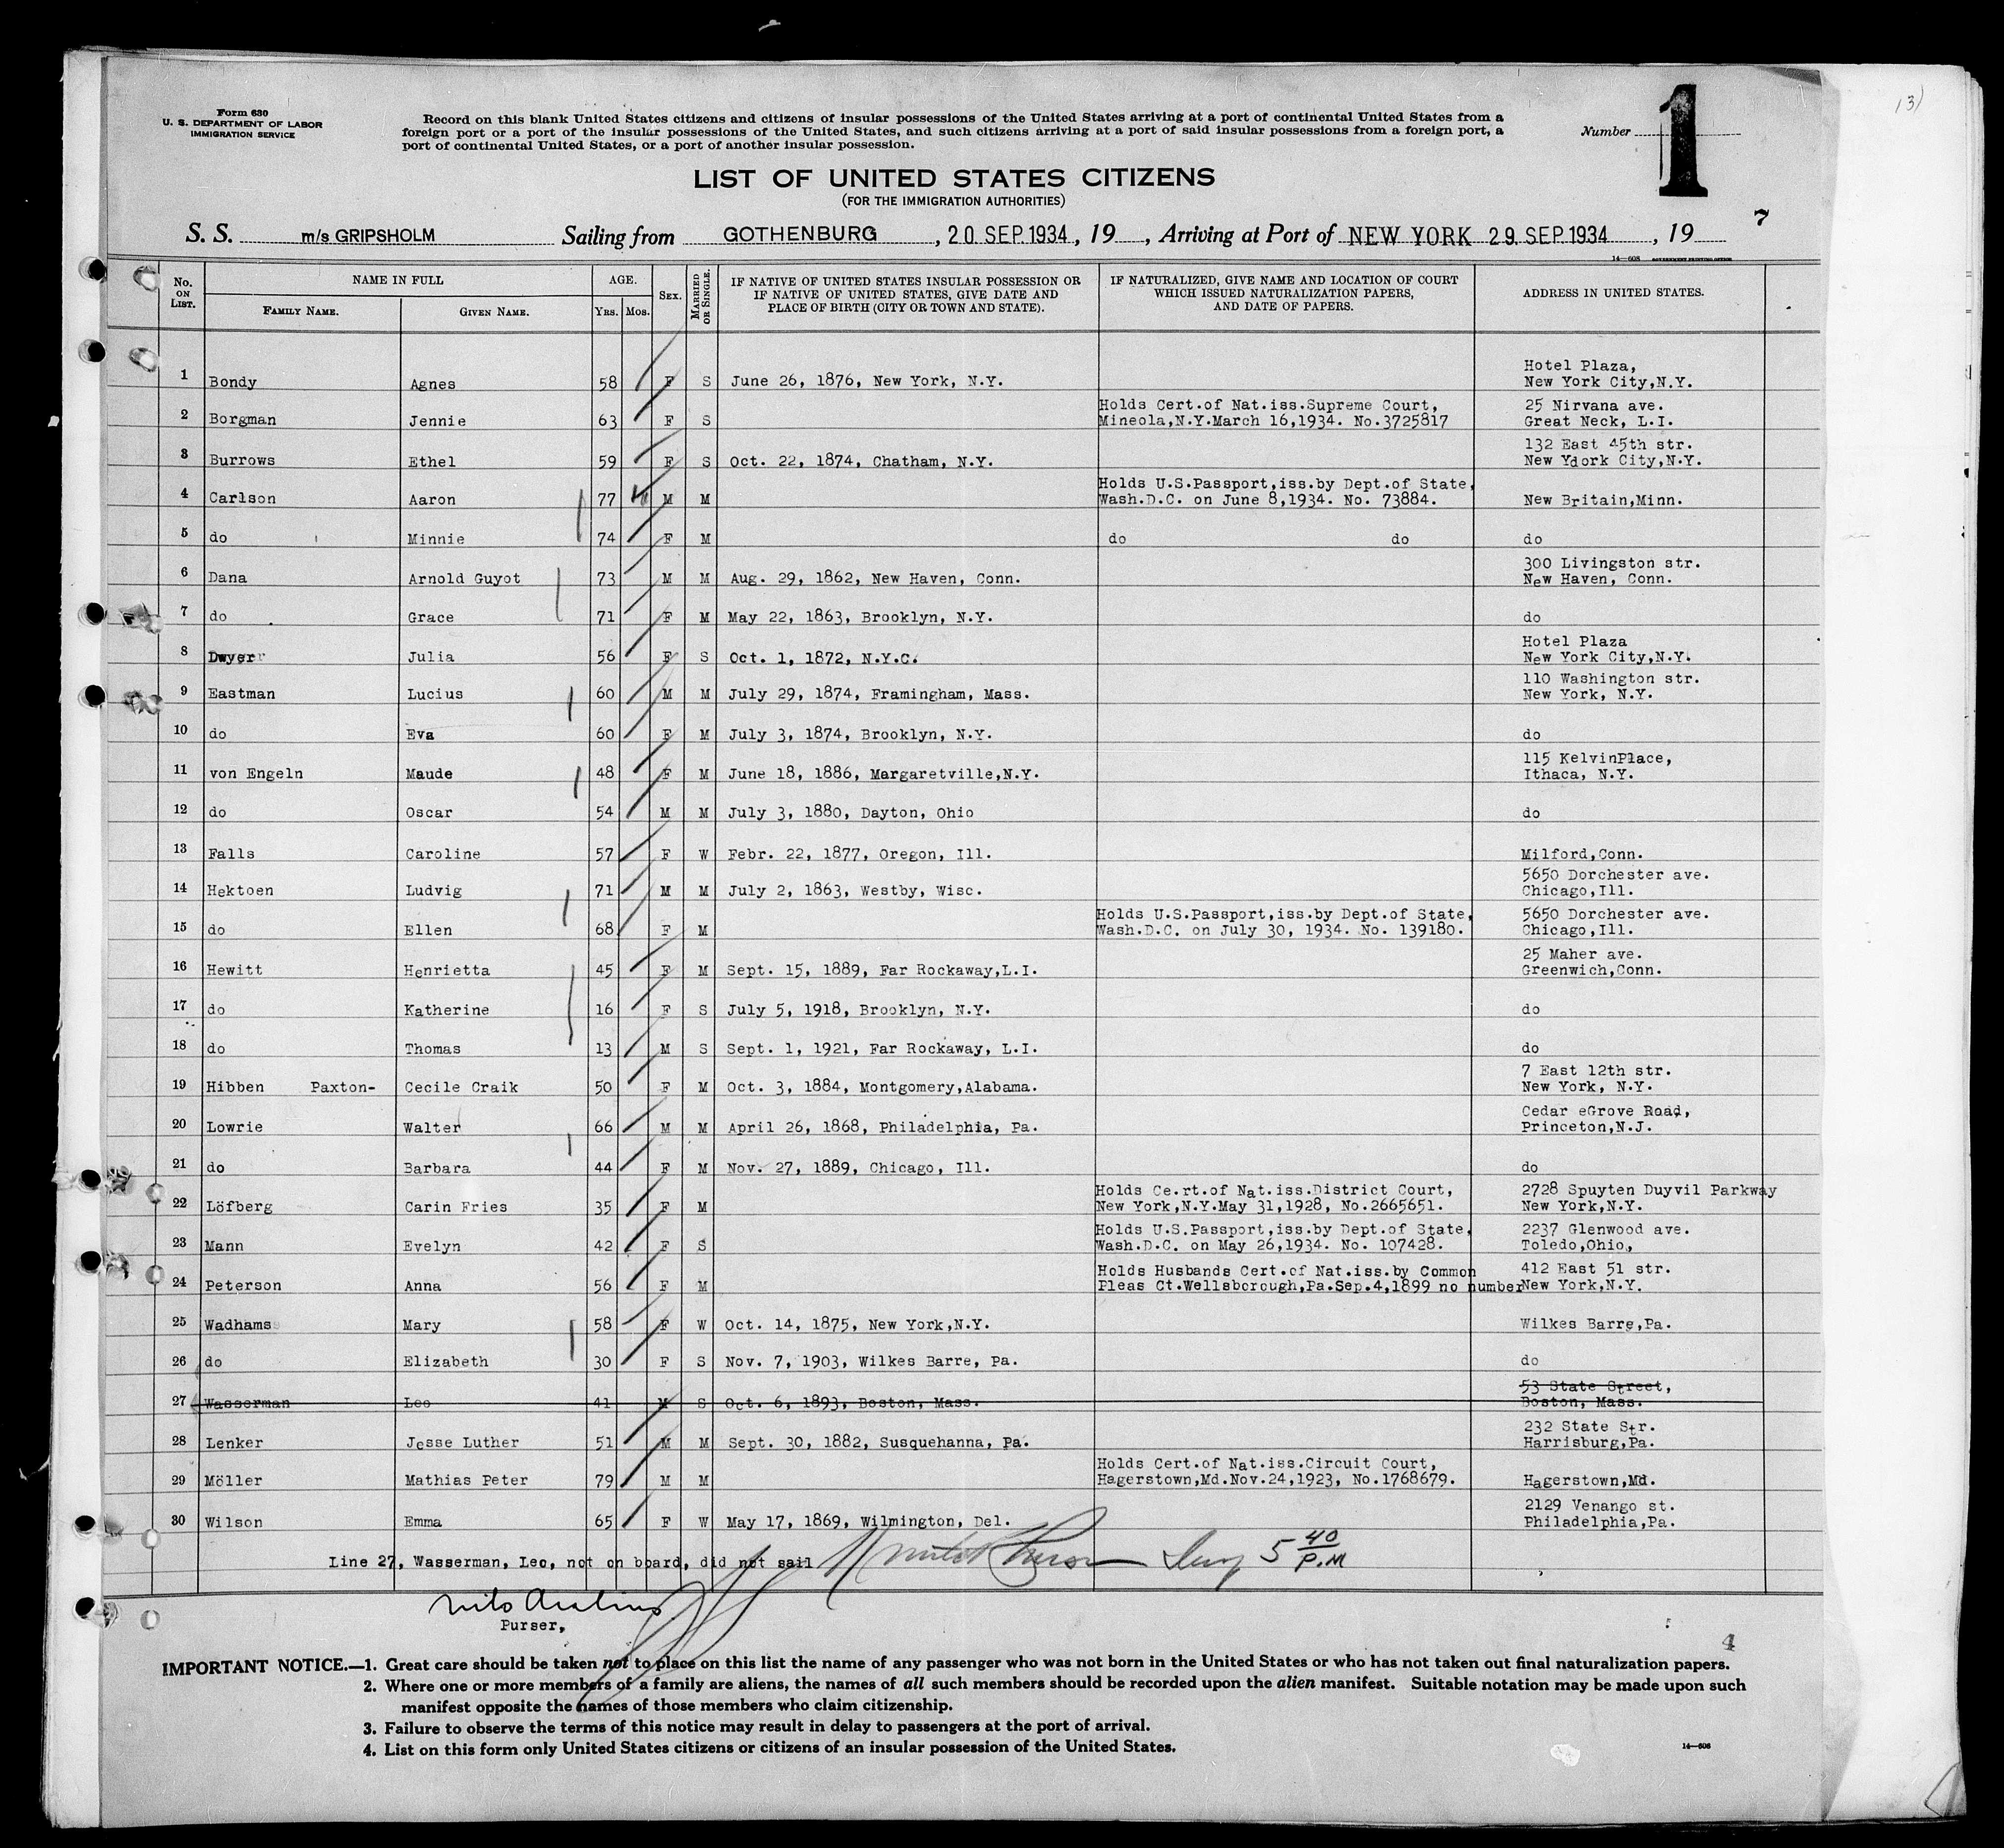 Form 630
U. S. DEPARTMENT OF LABOR
IMMIGRATION SERVICE
Record on this blank United States citizens and citizens of insular possessions of the United States arriving at a port of continental United States from a
foreign port or a port of the insular possessions of the United States, and such citizens arriving at a port of said insular possessions from a foreign port, a
port of continental United States, or a port of another insular possession.
Number 1
13)
LIST OF UNITED STATES CITIZENS
(FOR THE IMMIGRATION AUTHORITIES)
7
S. S. m/s GRIPSHOLM Sailing from GOTHENBURG, 20. SEP. 1934, 19 , Arriving at Port of NEW YORK 29. SEP. 1934, 19
14—608 GOVERNMENT PRINTING OFFICE
No. ON LIST. NAME IN FULL FAMILY NAME. GIVEN NAME. AGE. YRS. MOS. SEX. MARRIED OR SINGLE. IF NATIVE OF UNITED STATES INSULAR POSSESSION OR IF NATIVE OF UNITED STATES, GIVE DATE AND PLACE OF BIRTH (CITY OR TOWN AND STATE). IF NATURALIZED, GIVE NAME AND LOCATION OF COURT WHICH ISSUED NATURALIZATION PAPERS, AND DATE OF PAPERS. ADDRESS IN UNITED STATES.
1 Bondy Agnes 58 F S June 26, 1876, New York, N.Y. Hotel Plaza, New York City,N.Y.
2 Borgman Jennie 63 F S Holds Cert.of Nat.iss.Supreme Court, Mineola,N.Y.March 16,1934. No.3725817 25 Nirvana ave. Great Neck, L.I.
3 Burrows Ethel 59 F S Oct. 22, 1874, Chatham, N.Y. 132 East 45th str. New Ydork City,N.Y.
4 Carlson Aaron 77 M M Holds U.S.Passport,iss.by Dept.of State, Wash.D.C. on June 8,1934. No. 73884. New Britain,Minn.
5 do Minnie 74 F M do do do
6 Dana Arnold Guyot 73 M M Aug. 29, 1862, New Haven, Conn. 300 Livingston str. New Haven, Conn.
7 do Grace 71 F M May 22, 1863, Brooklyn, N.Y. do
8 Dwyer Julia 56 F S Oct. 1, 1872, N.Y.C. Hotel Plaza New York City,N.Y.
9 Eastman Lucius 60 M M July 29, 1874, Framingham, Mass. 110 Washington str. New York, N.Y.
10 do Eva 60 F M July 3, 1874, Brooklyn, N.Y. do
11 von Engeln Maude 48 F M June 18, 1886, Margaretville,N.Y. 115 KelvinPlace, Ithaca, N.Y.
12 do Oscar 54 M M July 3, 1880, Dayton, Ohio do
13 Falls Caroline 57 F W Febr. 22, 1877, Oregon, Ill. Milford,Conn.
14 Hektoen Ludvig 71 M M July 2, 1863, Westby, Wisc. 5650 Dorchester ave. Chicago,Ill.
15 do Ellen 68 F M Holds U.S.Passport,iss.by Dept.of State, Wash.D.C. on July 30, 1934. No. 139180. 5650 Dorchester ave. Chicago,Ill.
16 Hewitt Henrietta 45 F M Sept. 15, 1889, Far Rockaway,L.I. 25 Maher ave. Greenwich,Conn.
17 do Katherine 16 F S July 5, 1918, Brooklyn, N.Y. do
18 do Thomas 13 M S Sept. 1, 1921, Far Rockaway, L.I. do
19 Hibben Paxton- Cecile Craik 50 F M Oct. 3, 1884, Montgomery,Alabama. 7 East 12th str. New York, N.Y.
20 Lowrie Walter 66 M M April 26, 1868, Philadelphia, Pa. Cedar eGrove Road, Princeton,N.J.
21 do Barbara 44 F M Nov. 27, 1889, Chicago, Ill. do
22 Löfberg Carin Fries 35 F M Holds Ce.rt.of Nat.iss.District Court, New York,N.Y.May 31,1928, No.2665651. 2728 Spuyten Duyvil Parkway New York,N.Y.
23 Mann Evelyn 42 F S Holds U.S.Passport,iss.by Dept.of State, Wash.D.C. on May 26,1934. No. 107428. 2237 Glenwood ave. Toledo,Ohio,
24 Peterson Anna 56 F M Holds Husbands Cert.of Nat.iss.by Common Pleas Ct.Wellsborough,Pa.Sep.4,1899 no number 412 East 51 str. New York,N.Y.
25 Wadhams Mary 58 F W Oct. 14, 1875, New York,N.Y. Wilkes Barre,Pa.
26 do Elizabeth 30 F S Nov. 7, 1903, Wilkes Barre, Pa. do
27 Wasserman Leo 41 M S Oct. 6, 1893, Boston, Mass. 53 State Street, Boston, Mass.
28 Lenker Jesse Luther 51 M M Sept. 30, 1882, Susquehanna, Pa. 232 State Str. Harrisburg,Pa.
29 Möller Mathias Peter 79 M M Holds Cert.of Nat.iss.Circuit Court, Hagerstown,Md.Nov.24,1923, No.1768679. Hagerstown,Md.
30 Wilson Emma 65 F W May 17, 1869, Wilmington, Del. 2129 Venango st. Philadelphia,Pa.
Line 27, Wasserman, Leo, not on board, did not sail
5 40 P.M
Purser,
4
IMPORTANT NOTICE.—1. Great care should be taken not to place on this list the name of any passenger who was not born in the United States or who has not taken out final naturalization papers.
2. Where one or more members of a family are aliens, the names of all such members should be recorded upon the alien manifest. Suitable notation may be made upon such
manifest opposite the names of those members who claim citizenship.
3. Failure to observe the terms of this notice may result in delay to passengers at the port of arrival.
4. List on this form only United States citizens or citizens of an insular possession of the United States.
14—608